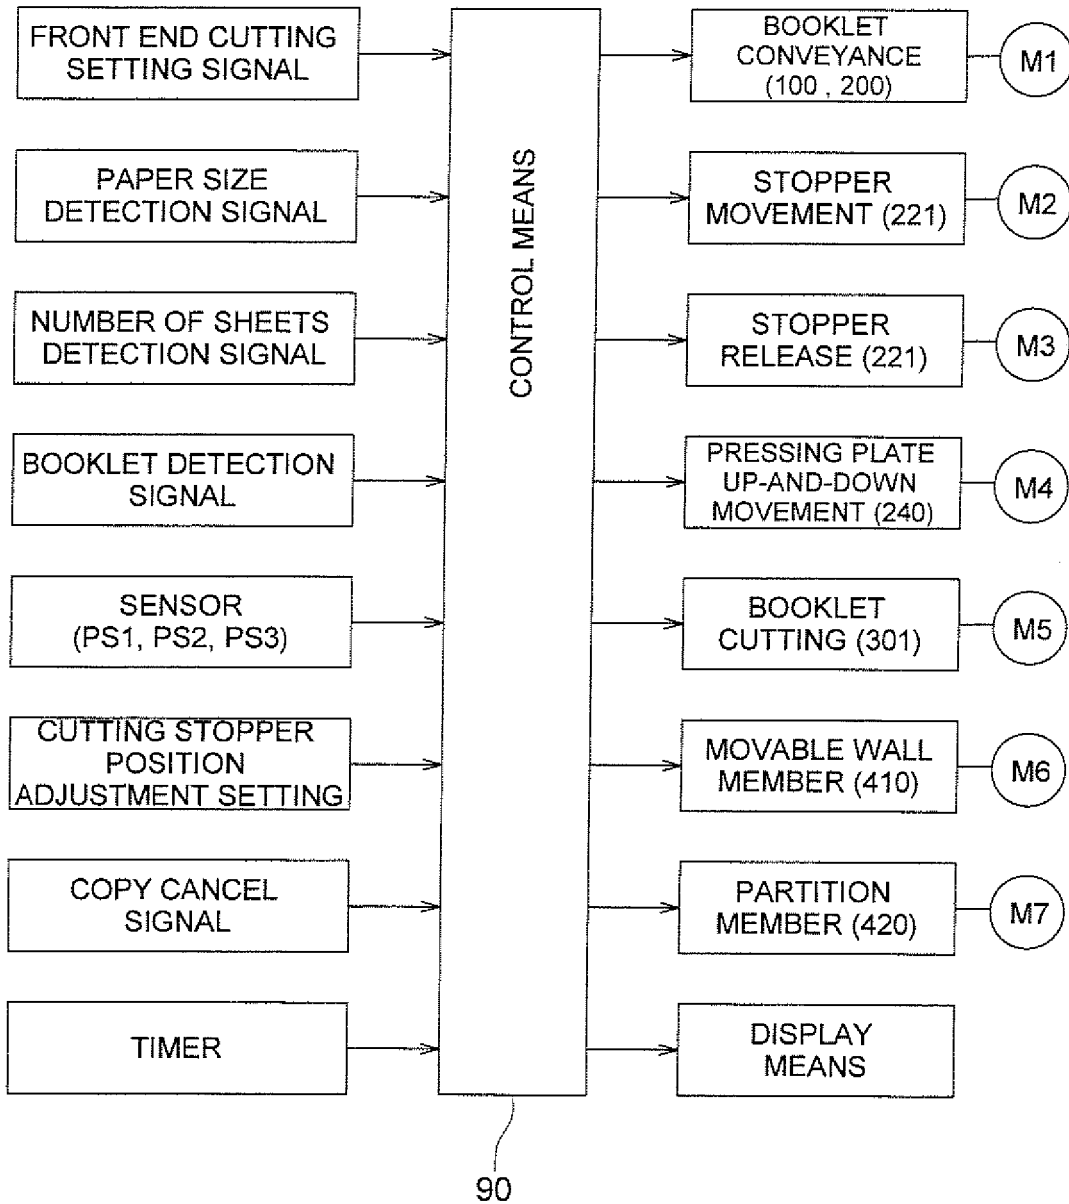 FRONT END CUTTING
SETTING SIGNAL
PAPER SIZE
DETECTION SIGNAL
NUMBER OF SHEETS
DETECTION SIGNAL
BOOKLET DETECTION
SIGNAL
SENSOR
(PS1, PS2, PS3)
CUTTING STOPPER
POSITION
ADJUSTMENT SETTING
COPY CANCEL
SIGNAL
TIMER
CONTROL MEANS
90
BOOKLET
CONVEYANCE
(100 , 200)
M1
STOPPER
MOVEMENT (221)
M2
STOPPER
RELEASE (221)
M3
PRESSING PLATE
UP-AND-DOWN
MOVEMENT (240)
M4
BOOKLET
CUTTING (301)
M5
MOVABLE WALL
MEMBER (410)
M6
PARTITION
MEMBER (420)
M7
DISPLAY
MEANS